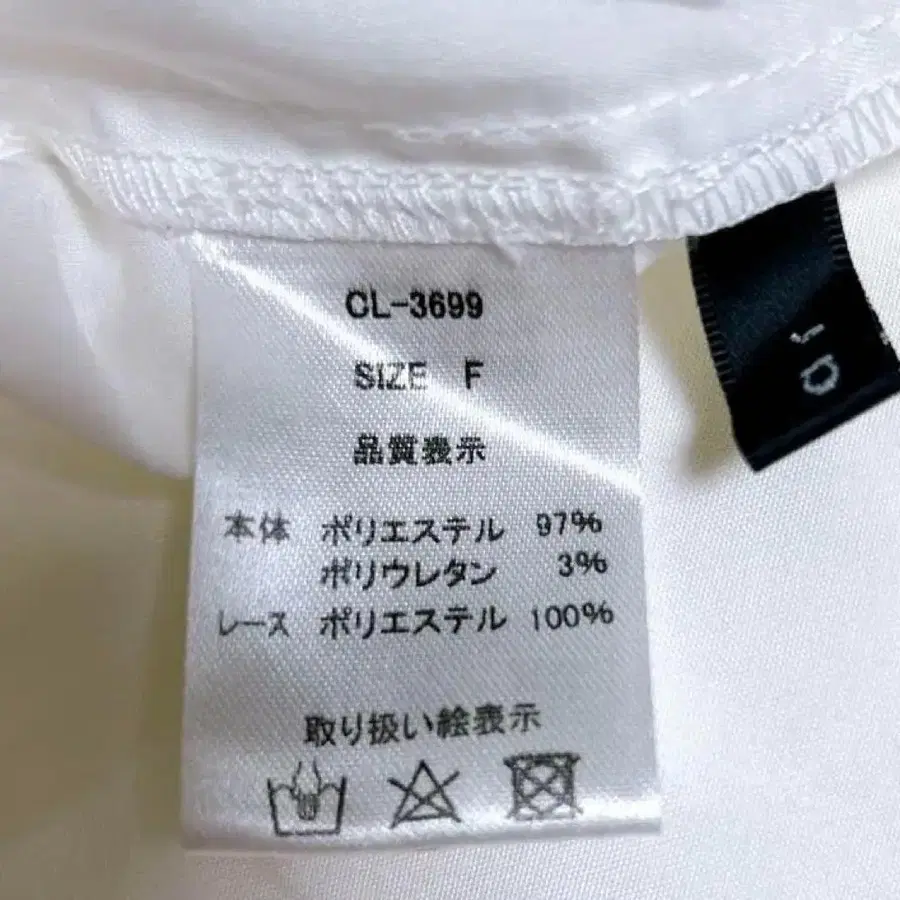 CL-3699
SIZE F
品質表示
本体 ポリエステル 97%
ポリウレタン 3%
レース ポリエステル 100%
取り扱い絵表示